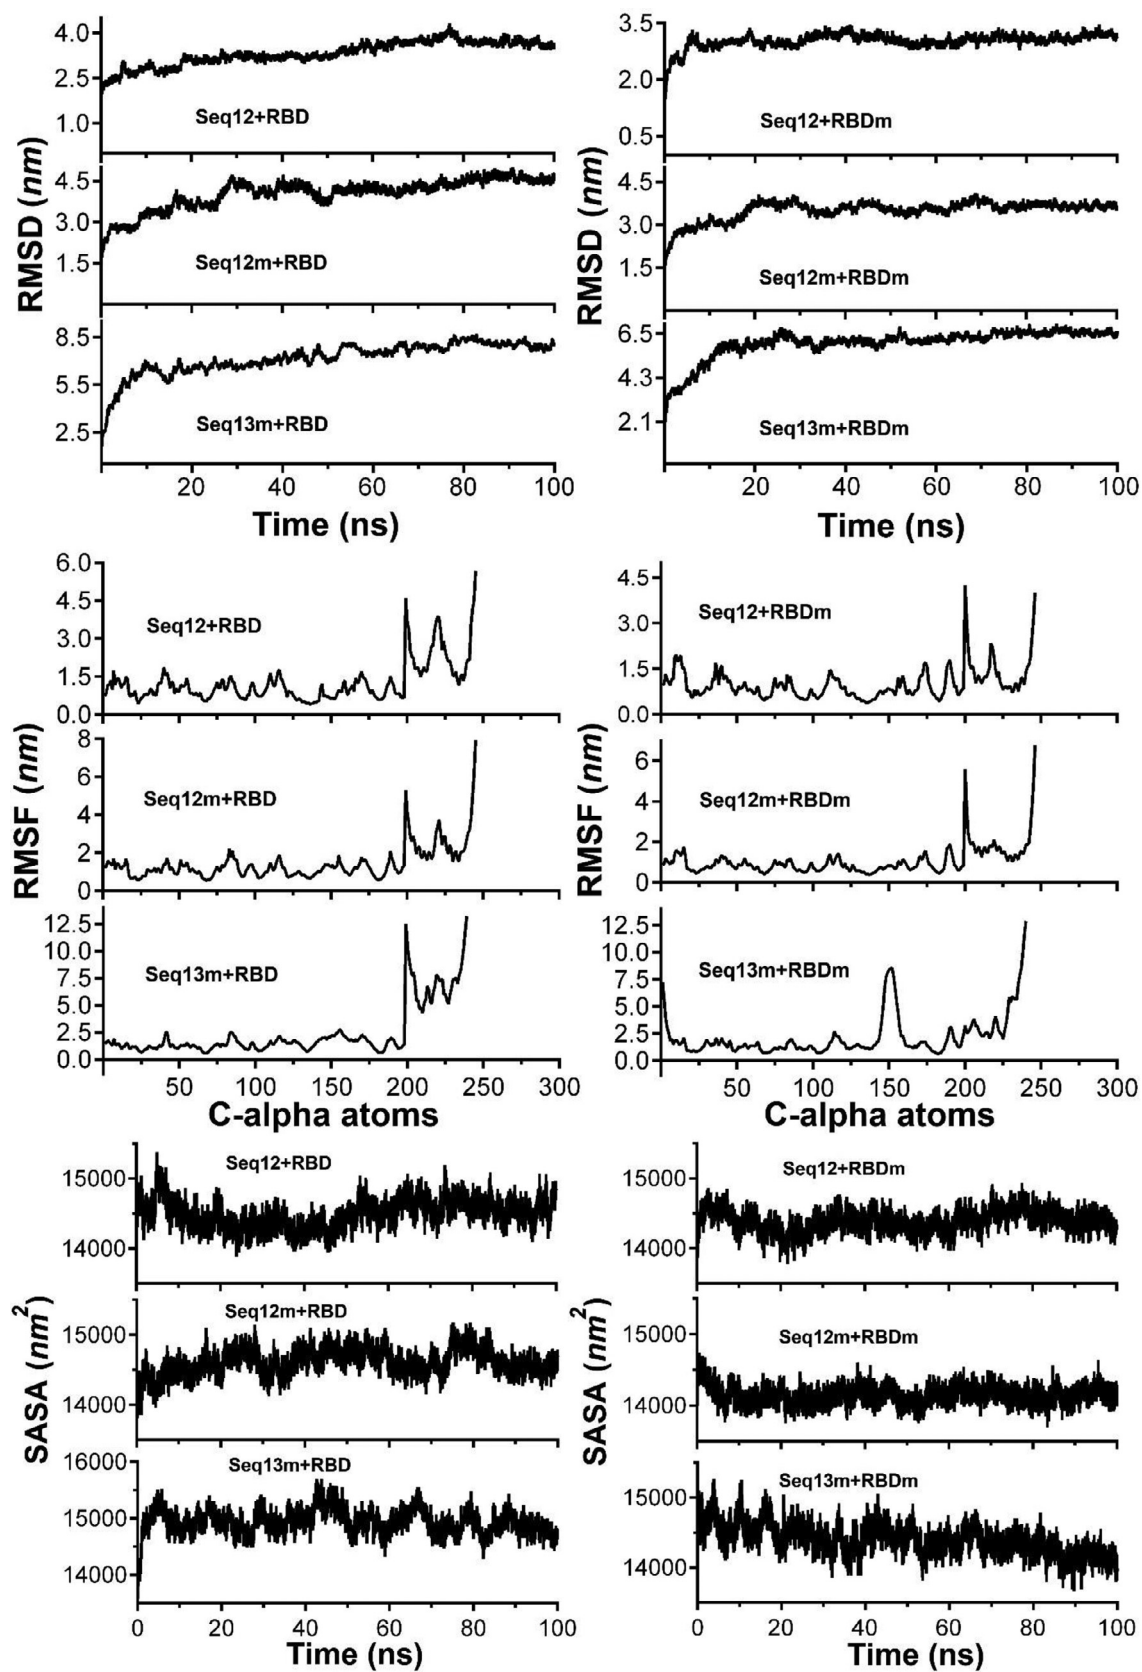 RMSD (nm)
4.0
2.5
1.0
Seq12+RBD
4.5
3.0
1.5
Seq12m+RBD
8.5
5.5
2.5
Seq13m+RBD
20 40 60 80 100
Time (ns)
RMSD (nm)
3.5
2.0
0.5
Seq12+RBDm
4.5
3.0
1.5
Seq12m+RBDm
6.5
4.3
2.1
Seq13m+RBDm
20 40 60 80 100
Time (ns)
RMSF (nm)
6.0
4.5
3.0
1.5
0.0
Seq12+RBD
8
6
4
2
0
Seq12m+RBD
12.5
10.0
7.5
5.0
2.5
0.0
Seq13m+RBD
50 100 150 200 250 300
C-alpha atoms
RMSF (nm)
4.5
3.0
1.5
0.0
Seq12+RBDm
6
4
2
0
Seq12m+RBDm
12.5
10.0
7.5
5.0
2.5
0.0
Seq13m+RBDm
50 100 150 200 250 300
C-alpha atoms
SASA (nm²)
15000
14000
Seq12+RBD
15000
14000
Seq12m+RBD
16000
15000
14000
Seq13m+RBD
0 20 40 60 80 100
Time (ns)
SASA (nm²)
15000
14000
Seq12+RBDm
15000
14000
Seq12m+RBDm
15000
14000
Seq13m+RBDm
0 20 40 60 80 100
Time (ns)